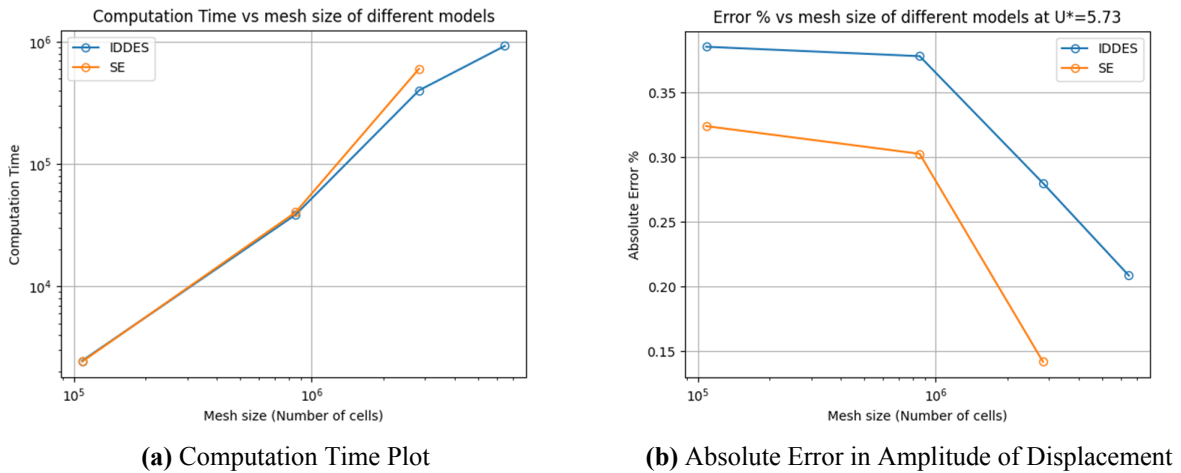 Computation Time vs mesh size of different models
IDDES
SE
10⁶
10⁵
10⁴
Computation Time
10⁵
10⁶
Mesh size (Number of cells)
(a) Computation Time Plot
Error % vs mesh size of different models at U*=5.73
IDDES
SE
0.35
0.30
0.25
0.20
0.15
Absolute Error %
10⁵
10⁶
Mesh size (Number of cells)
(b) Absolute Error in Amplitude of Displacement